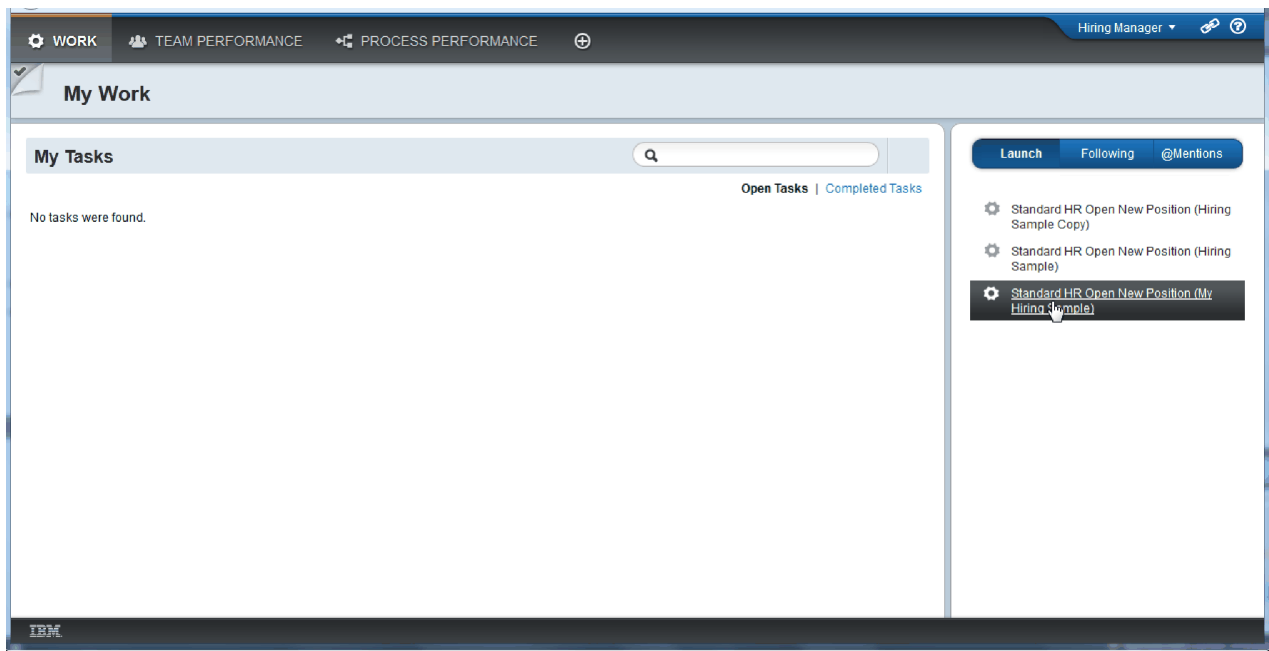 WORK TEAM PERFORMANCE PROCESS PERFORMANCE Hiring Manager
My Work
My Tasks
Open Tasks | Completed Tasks
No tasks were found.
Launch Following @Mentions
Standard HR Open New Position (Hiring
Sample Copy)
Standard HR Open New Position (Hiring
Sample)
Standard HR Open New Position (My
Hiring Sample)
IBM.